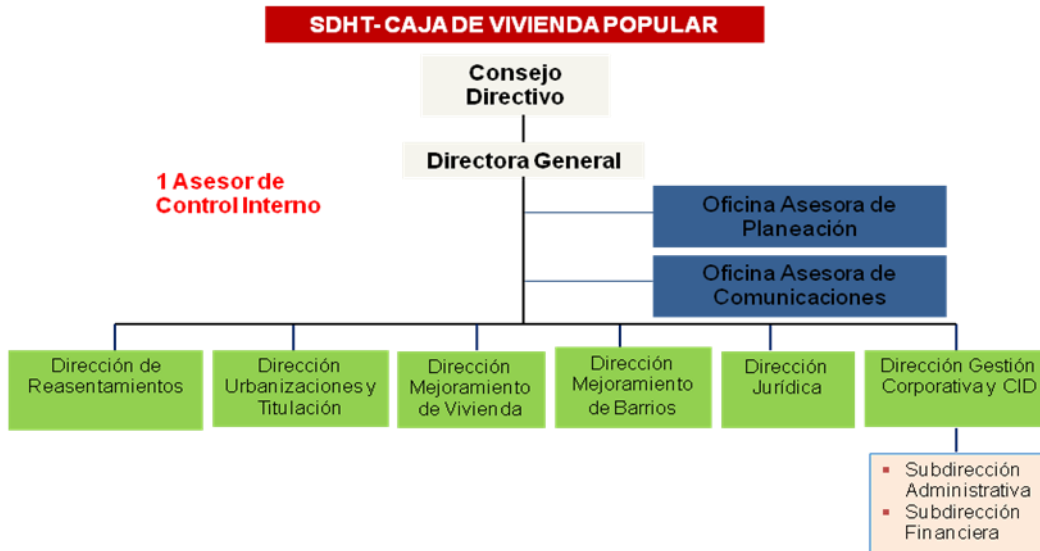 SDHT- CAJA DE VIVIENDA POPULAR
Consejo
Directivo
Directora General
1 Asesor de
Control Interno
Oficina Asesora de
Planeación
Oficina Asesora de
Comunicaciones
Dirección de
Reasentamientos
Dirección
Urbanizaciones y
Titulación
Dirección
Mejoramiento
de Vivienda
Dirección
Mejoramiento
de Barrios
Dirección
Jurídica
Dirección Gestión
Corporativa y CID
▪ Subdirección
Administrativa
▪ Subdirección
Financiera